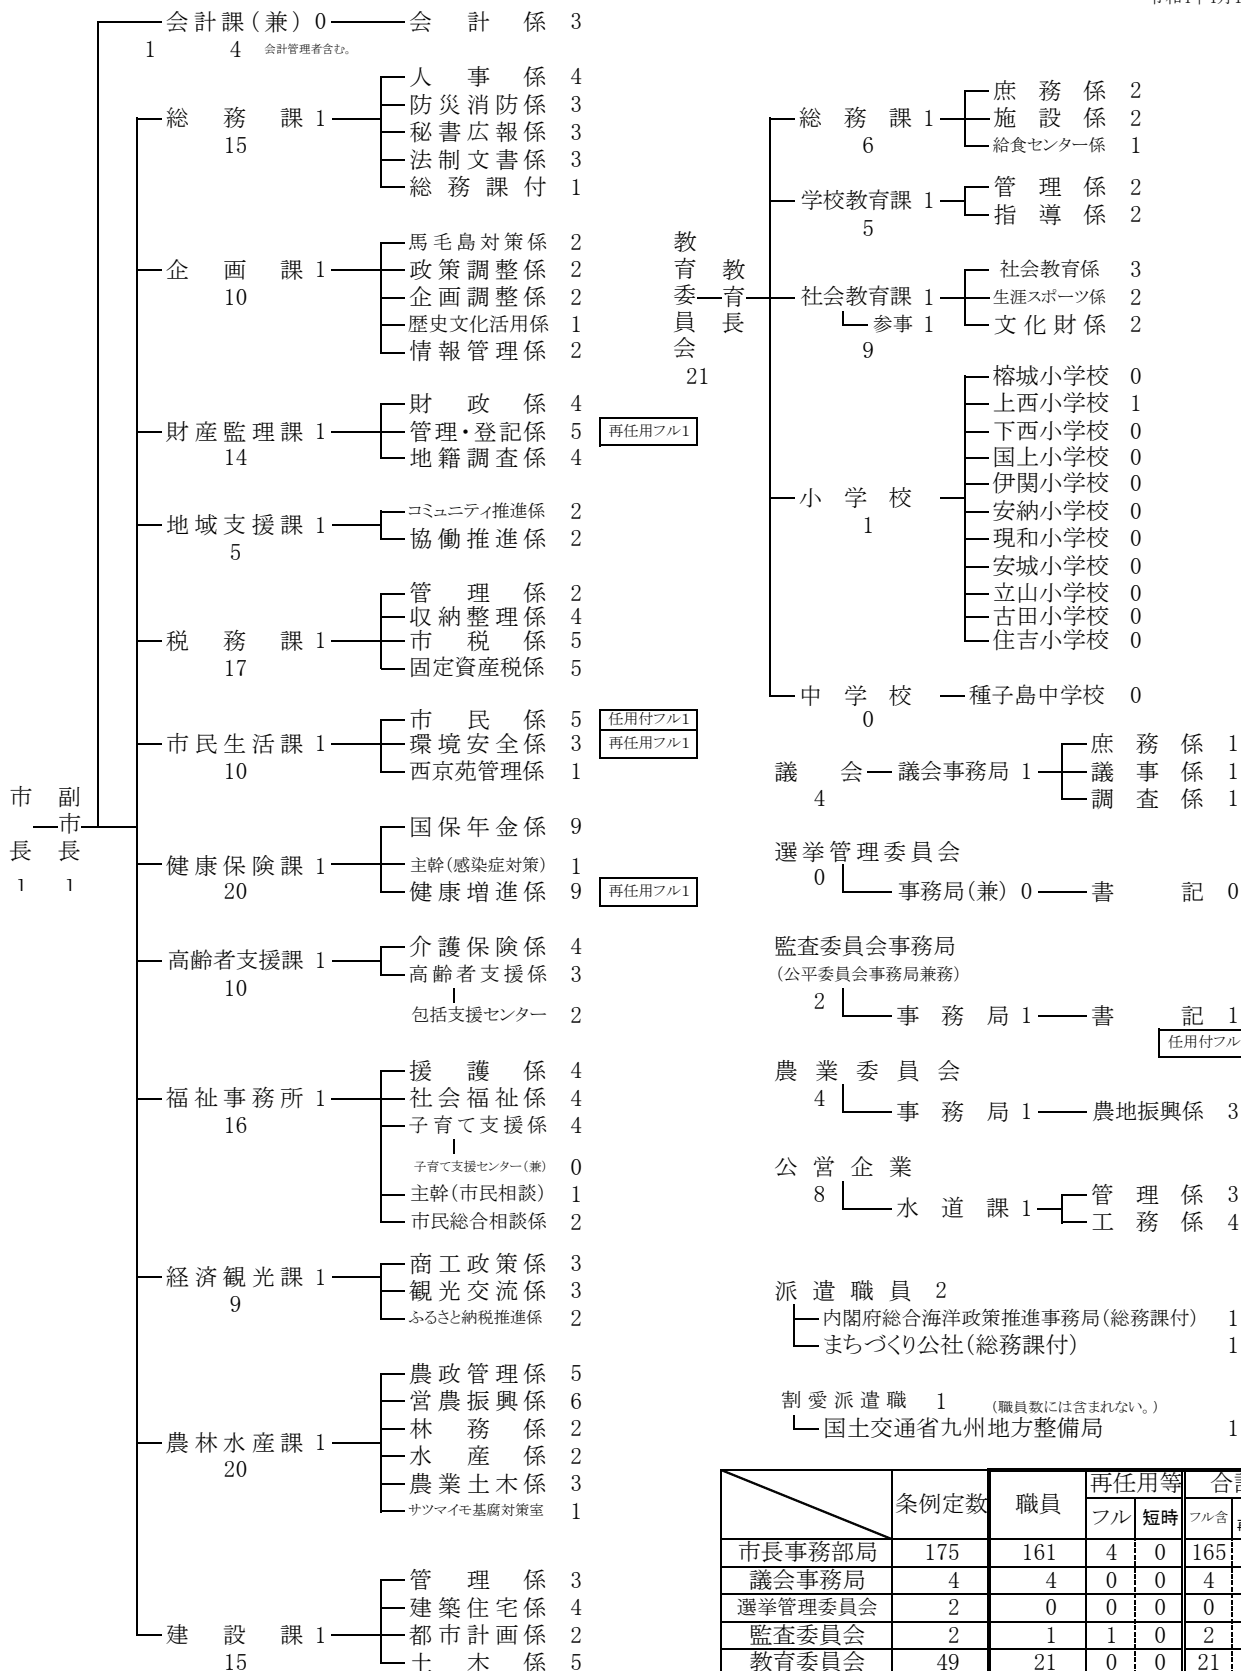 会計課(兼) 0 会計係 3
1 4 会計管理者含む。
総務課 1
15
人事係 4
防災消防係 3
秘書広報係 3
法制文書係 3
総務課付 1
企画課 1
10
馬毛島対策係 2
政策調整係 2
企画調整係 2
歴史文化活用係 1
情報管理係 2
財産監理課 1
14
財政係 4
管理・登記係 5 再任用フル1
地籍調査係 4
地域支援課 1
5
コミュニティ推進係 2
協働推進係 2
税務課 1
17
管理係 2
収納整理係 4
市税係 5
固定資産税係 5
市民生活課 1
10
市民係 5 任用付フル1
環境安全係 3 再任用フル1
西京苑管理係 1
市長 1
副市長 1
健康保険課 1
20
国保年金係 9
主幹(感染症対策) 1
健康増進係 9 再任用フル1
高齢者支援課 1
10
介護保険係 4
高齢者支援係 3
包括支援センター 2
福祉事務所 1
16
援護係 4
社会福祉係 4
子育て支援係 4
子育て支援センター(兼) 0
主幹(市民相談) 1
市民総合相談係 2
経済観光課 1
9
商工政策係 3
観光交流係 3
ふるさと納税推進係 2
農林水産課 1
20
農政管理係 5
営農振興係 6
林務係 2
水産係 2
農業土木係 3
サツマイモ基腐対策室 1
建設課 1
15
管理係 3
建築住宅係 4
都市計画係 2
土木係 5
教育委員会
21
教育長
総務課 1
6
庶務係 2
施設係 2
給食センター係 1
学校教育課 1
5
管理係 2
指導係 2
社会教育課 1
参事 1
9
社会教育係 3
生涯スポーツ係 2
文化財係 2
小学校
1
榕城小学校 0
上西小学校 1
下西小学校 0
国上小学校 0
伊関小学校 0
安納小学校 0
現和小学校 0
安城小学校 0
立山小学校 0
古田小学校 0
住吉小学校 0
中学校 種子島中学校 0
0
議会 議会事務局 1
4
庶務係 1
議事係 1
調査係 1
選挙管理委員会
0 事務局(兼) 0 書記 0
監査委員会事務局
(公平委員会事務局兼務)
2 事務局 1 書記 1
任用付フル
農業委員会
4 事務局 1 農地振興係 3
公営企業
8 水道課 1
管理係 3
工務係 4
派遣職員 2
内閣府総合海洋政策推進事務局(総務課付) 1
まちづくり公社(総務課付) 1
割愛派遣職 1 (職員数には含まれない。)
国土交通省九州地方整備局 1
条例定数 職員 再任用等
フル 短時 フル含
市長事務部局 175 161 4 0 165
議会事務局 4 4 0 0 4
選挙管理委員会 2 0 0 0 0
監査委員会 2 1 1 0 2
教育委員会 49 21 0 0 21